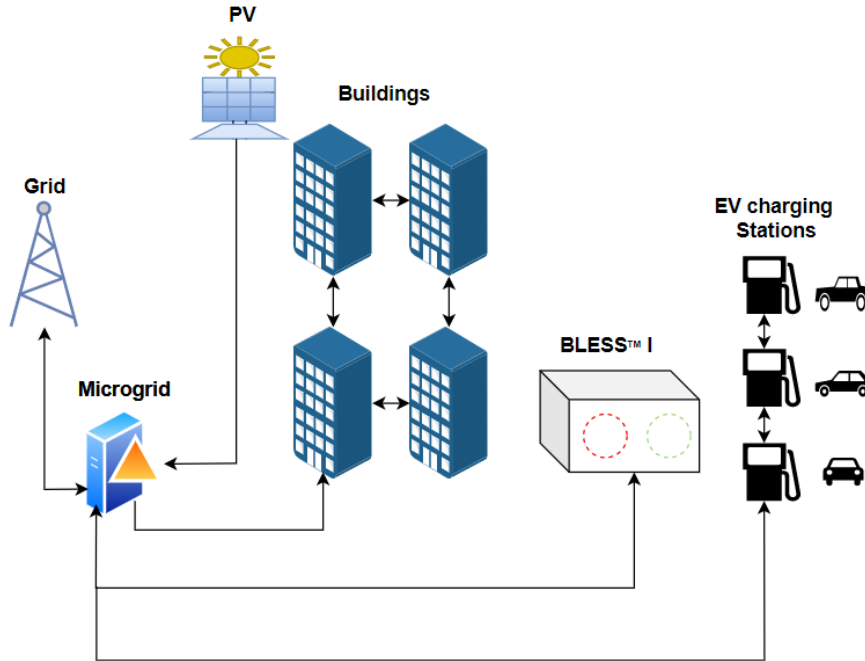 PV
Buildings
Grid
EV charging
Stations
BLESS™ I
Microgrid